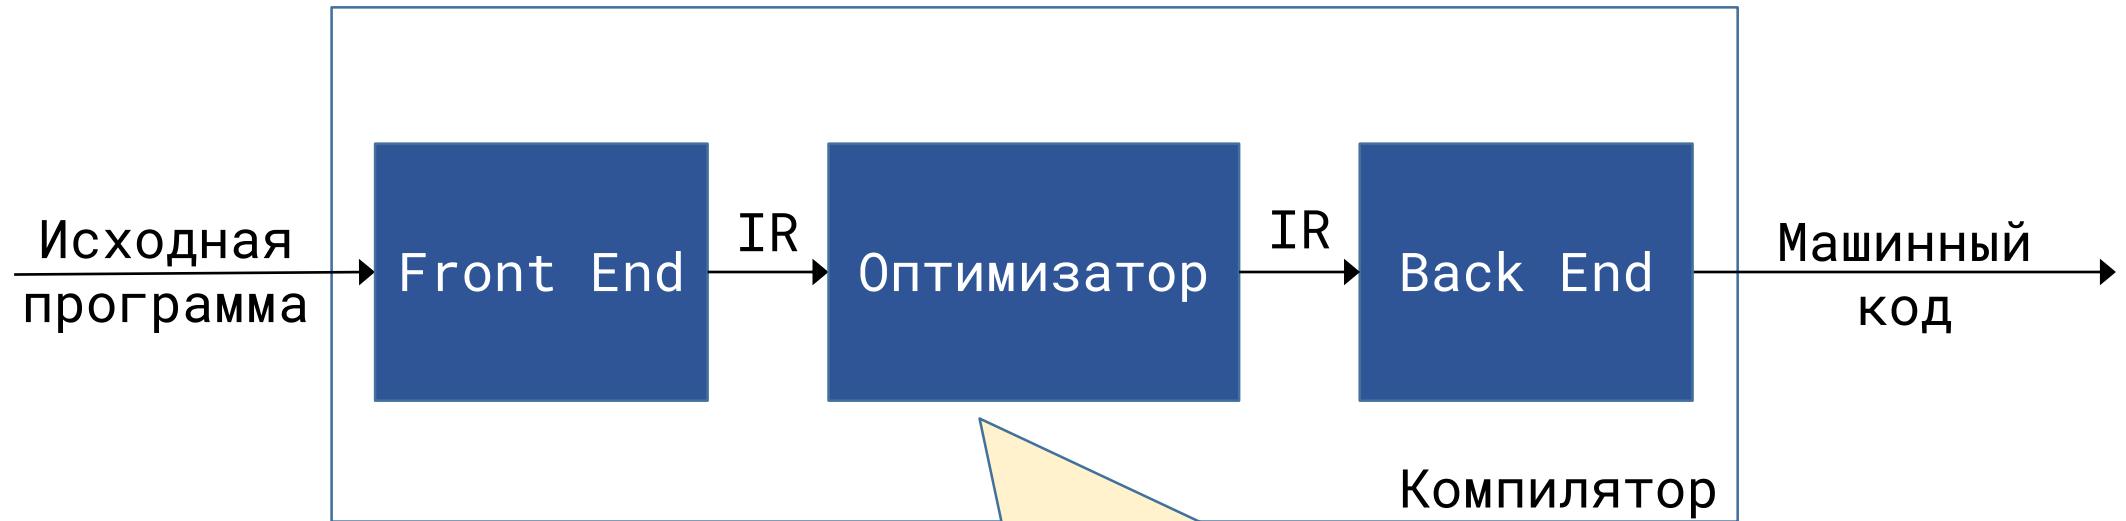 Исходная
программа
Front End
IR
Оптимизатор
IR
Back End
Машинный
код
Компилятор